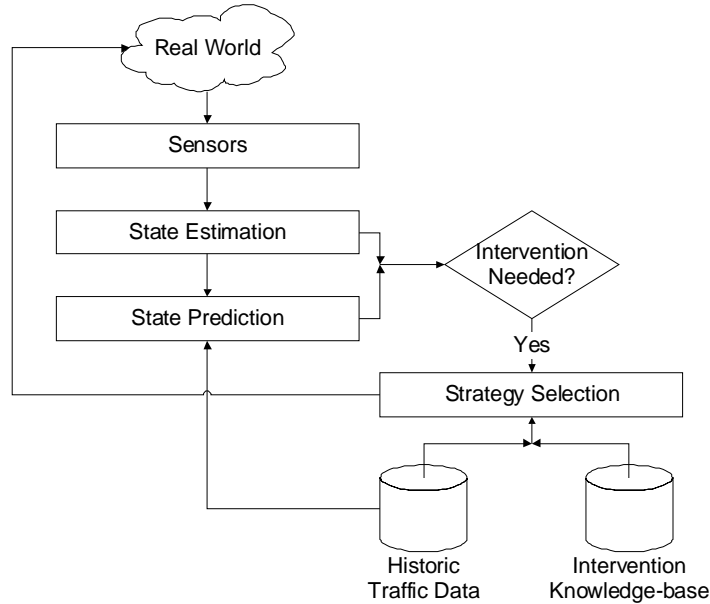 Real World
Sensors
State Estimation
Intervention
Needed?
State Prediction
Yes
Strategy Selection
Historic
Traffic Data
Intervention
Knowledge-base